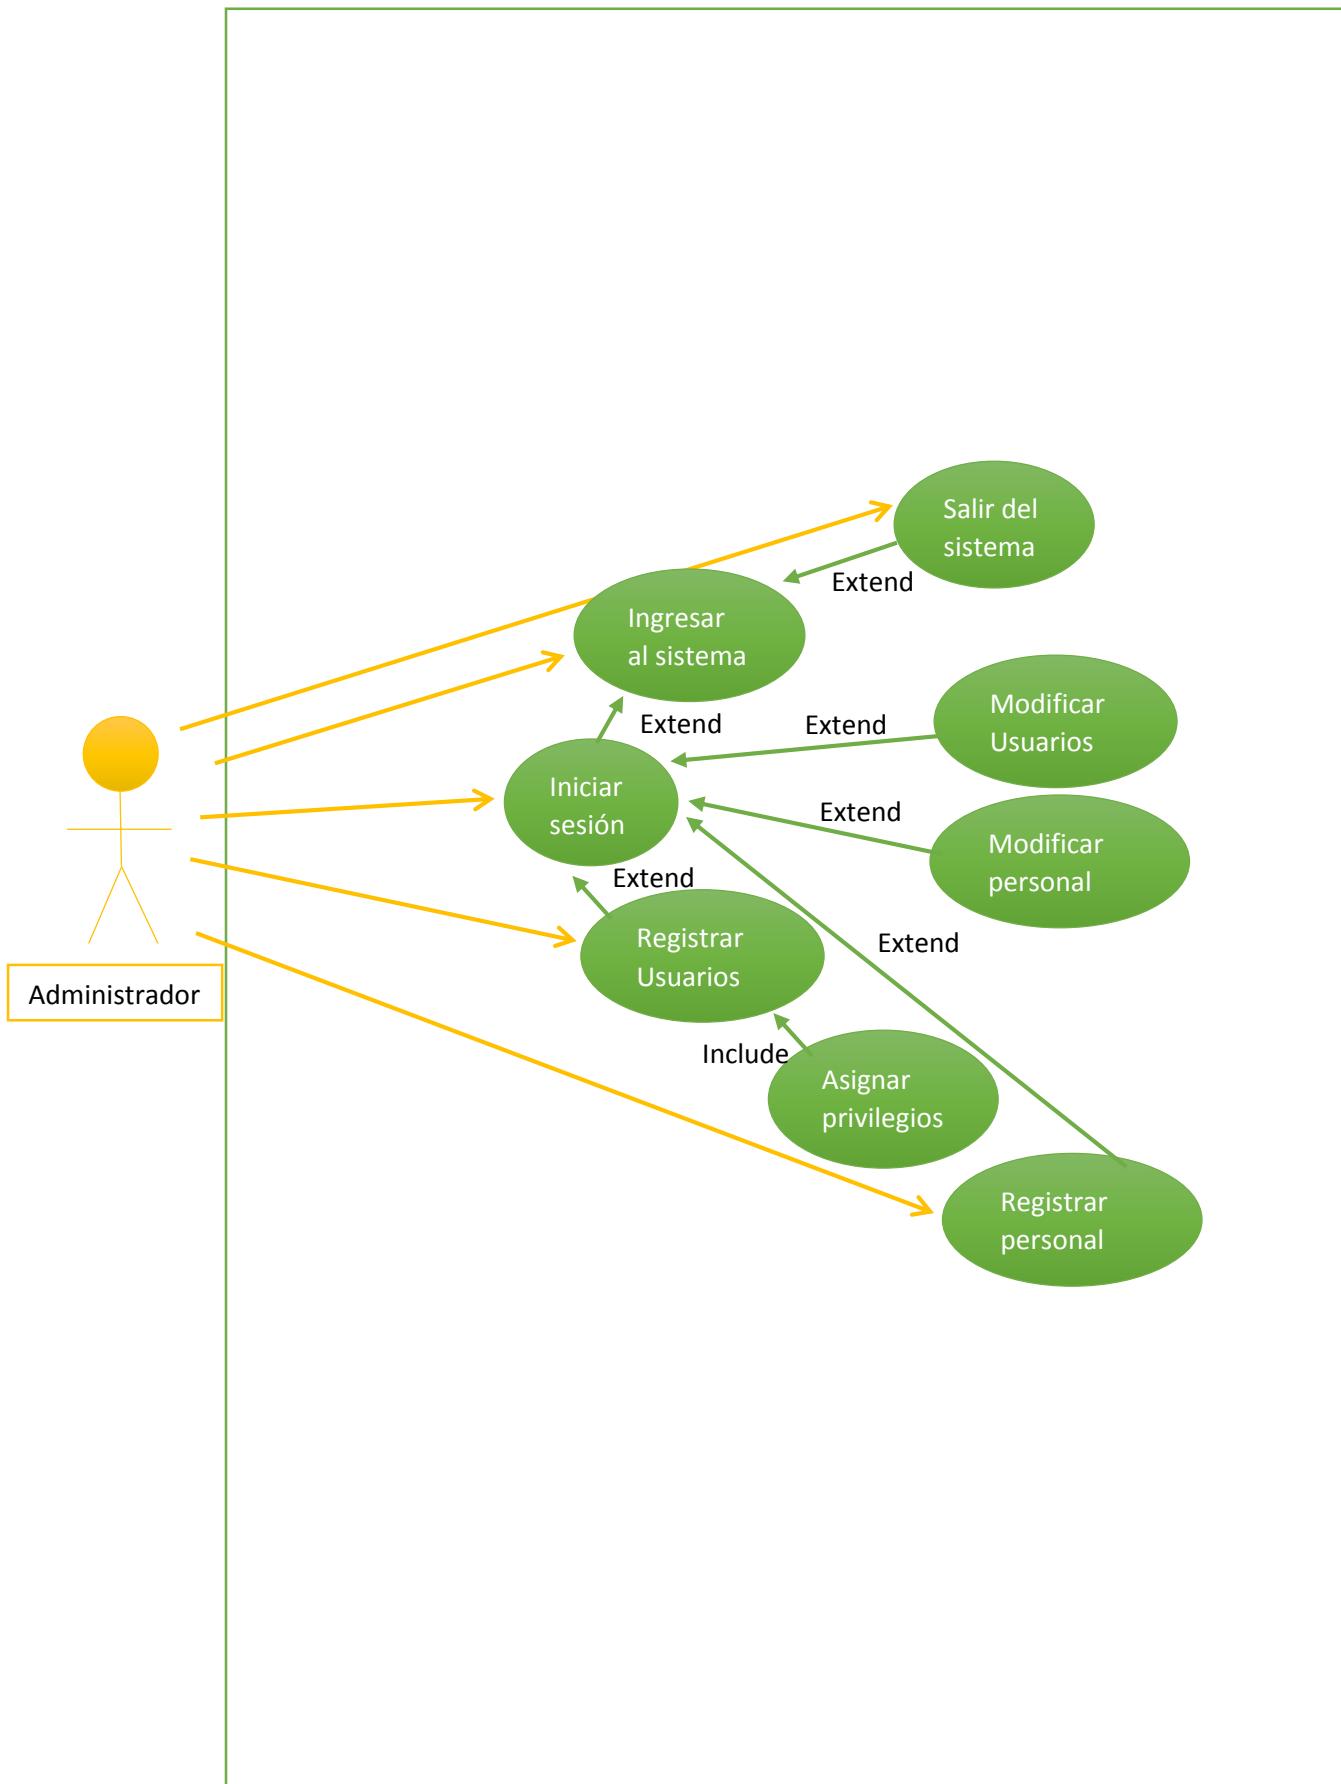 Salir del
sistema
Extend
Ingresar
al sistema
Extend
Extend
Modificar
Usuarios
Iniciar
sesión
Extend
Modificar
personal
Extend
Registrar
Usuarios
Extend
Administrador
Include
Asignar
privilegios
Registrar
personal